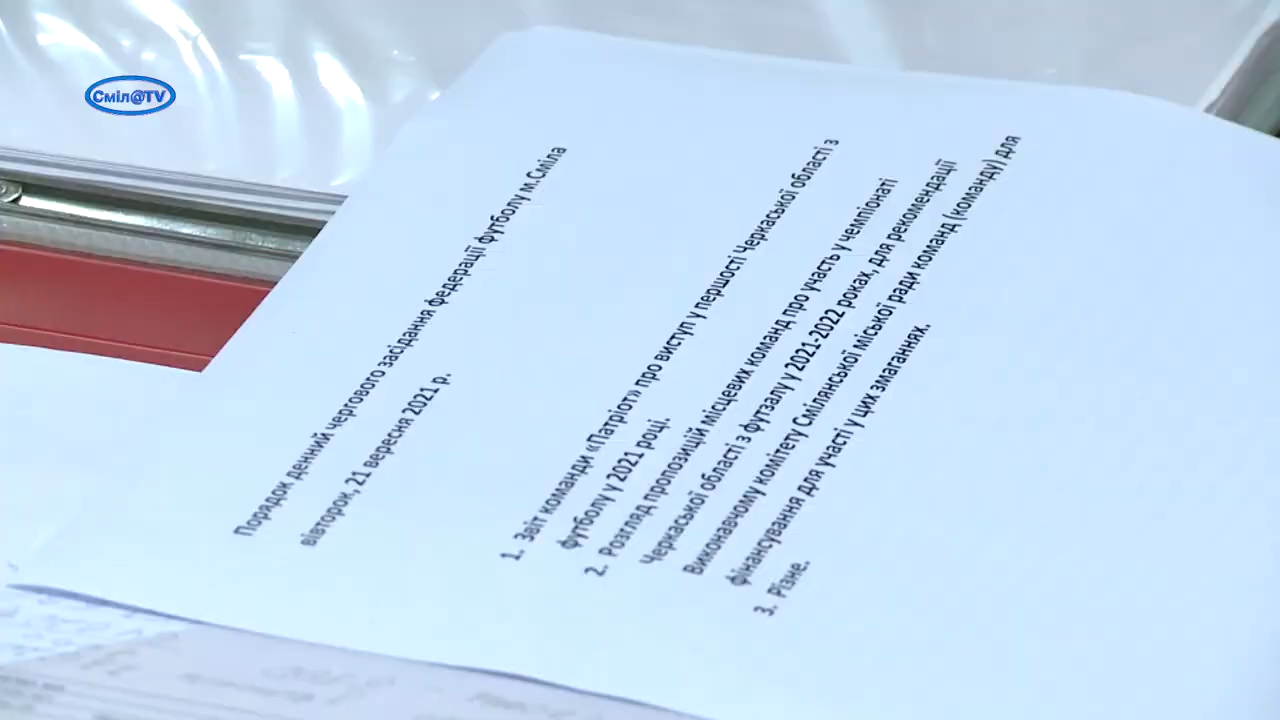 Сміл@TV
Порядок денний чергового засідання федерації футболу м.Сміла
вівторок, 21 вересня 2021 р.
1. Звіт команди «Патріот» про виступ у першості Черкаської області з
футболу у 2021 році.
2. Розгляд пропозицій місцевих команд про участь у чемпіонаті
Черкаської області з футзалу у 2021-2022 роках, для рекомендації
Виконавчому комітету Смілянської міської ради команд (команду) для
фінансування для участі у цих змаганнях.
3. Різне.